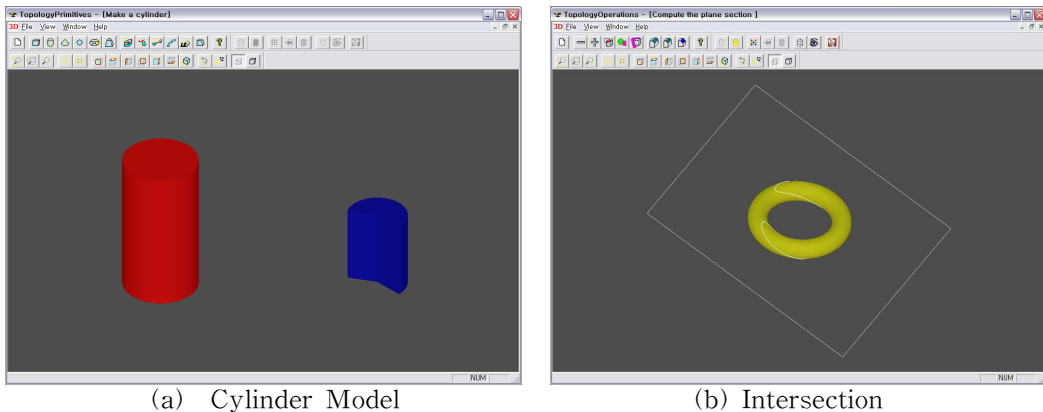 TopologyPrimitives - [Make a cylinder]
3D File View Window Help
NUM
(a) Cylinder Model
TopologyOperations - [Compute the plane section ]
3D File View Window Help
NUM
(b) Intersection